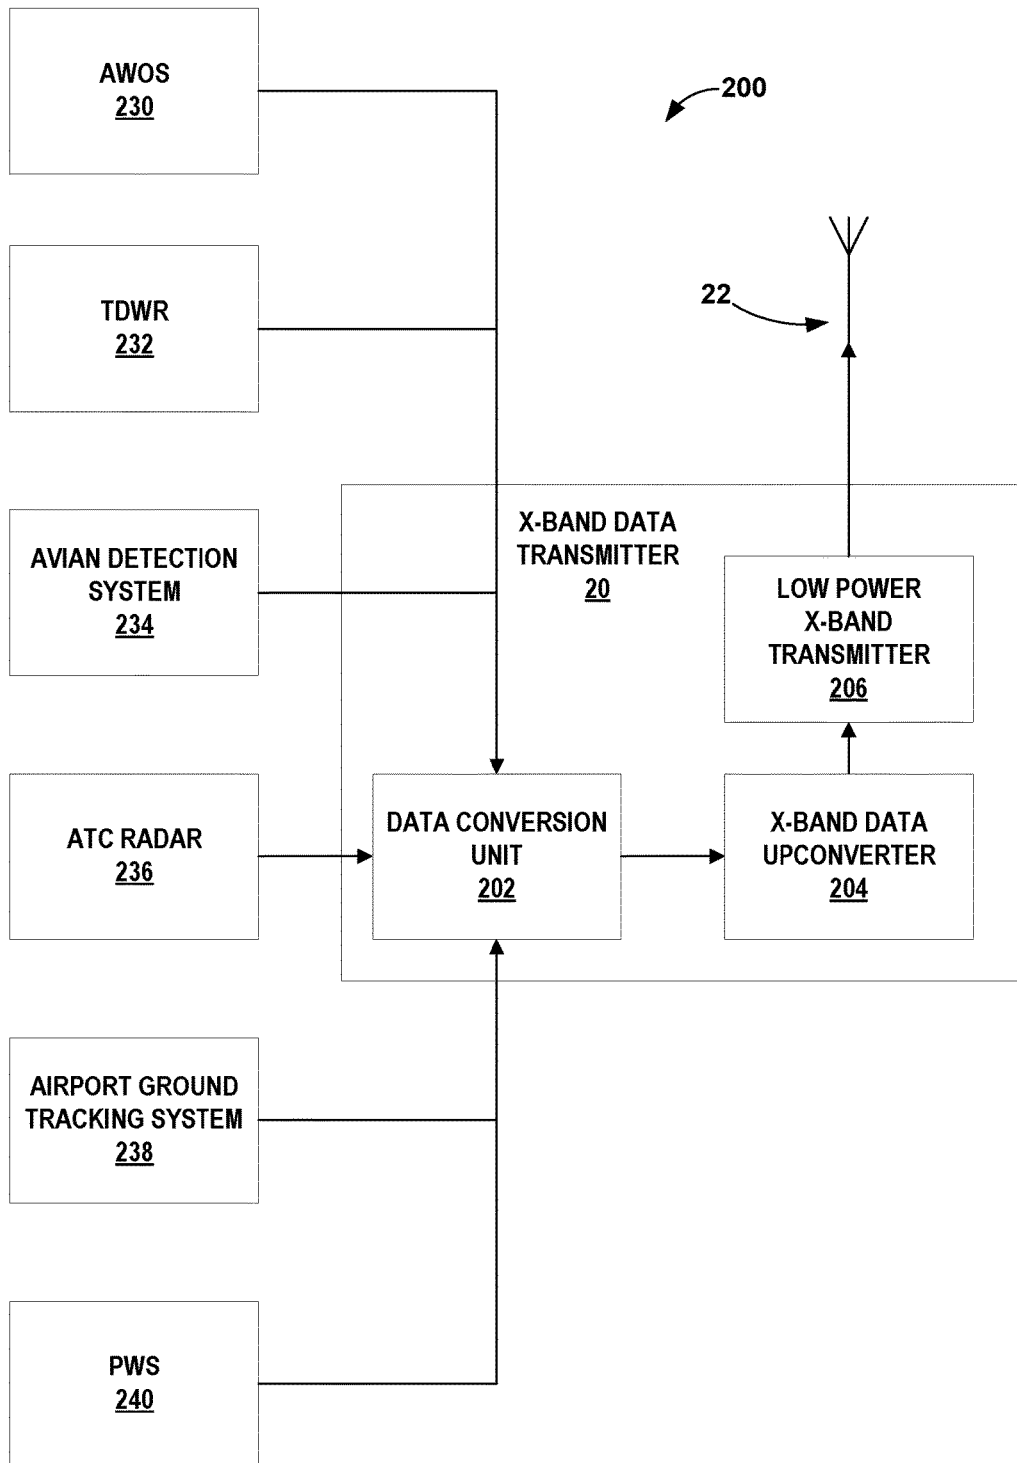 AWOS
230
200
TDWR
232
22
AVIAN DETECTION
SYSTEM
234
X-BAND DATA
TRANSMITTER
20
LOW POWER
X-BAND
TRANSMITTER
206
ATC RADAR
236
DATA CONVERSION
UNIT
202
X-BAND DATA
UPCONVERTER
204
AIRPORT GROUND
TRACKING SYSTEM
238
PWS
240